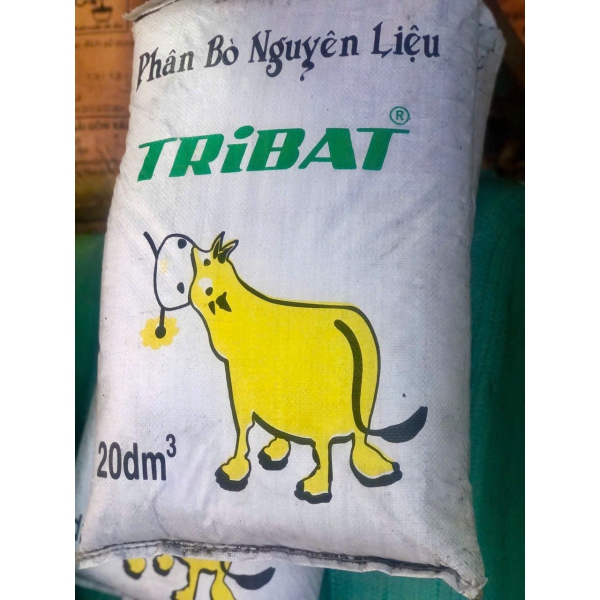 Phân Bò Nguyên Liệu
TRiBAT®
20dm³